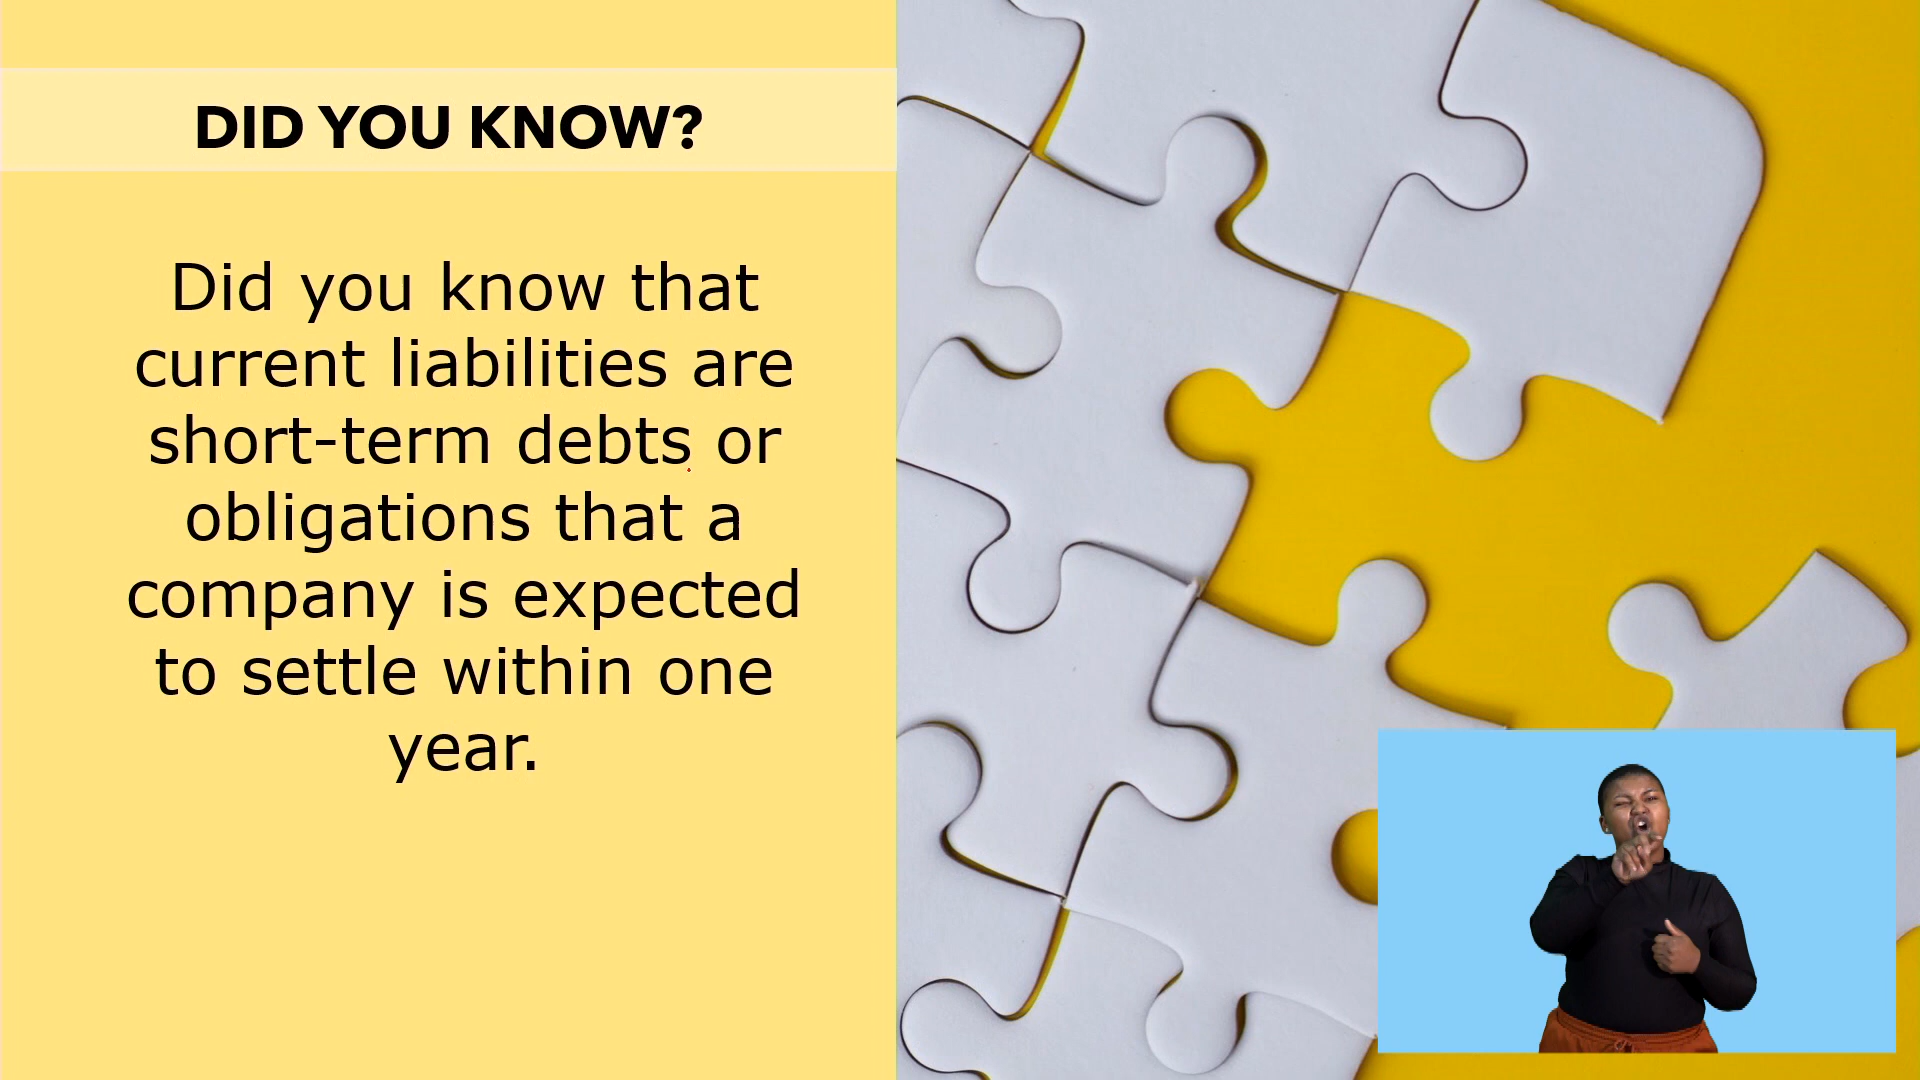 DID YOU KNOW?
Did you know that
current liabilities are
short-term debts or
obligations that a
company is expected
to settle within one
year.